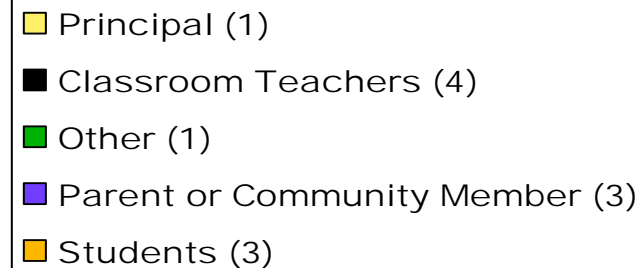 Principal (1)
Classroom Teachers (4)
Other (1)
Parent or Community Member (3)
Students (3)